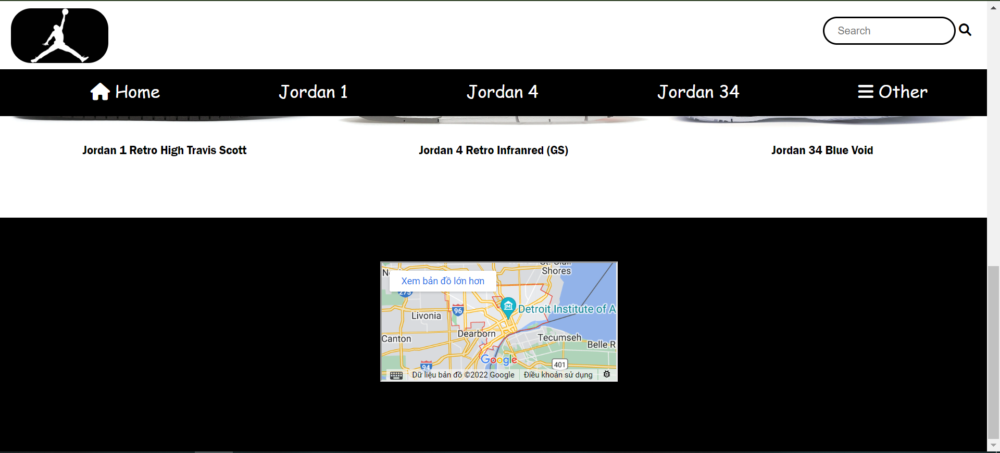 Search
Home
Jordan 1
Jordan 4
Jordan 34
Other
Jordan 1 Retro High Travis Scott
Jordan 4 Retro Infranred (GS)
Jordan 34 Blue Void
Shores
Xem bản đồ lớn hơn
275
Livonia
96
Detroit Institute of A
Dearborn
Canton
Tecumseh
Belle R
Google
94
401
Dữ liệu bản đồ ©2022 Google
Điều khoản sử dụng